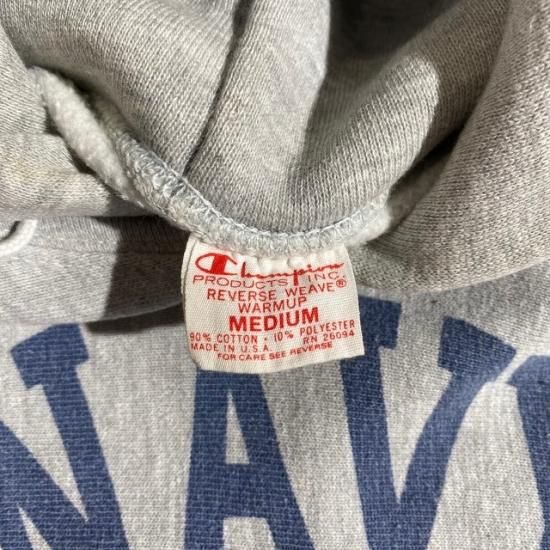 Champion
PRODUCTS INC.
REVERSE WEAVE®
WARMUP
MEDIUM
90% COTTON · 10% POLYESTER
MADE IN U.S.A. RN 26094
FOR CARE SEE REVERSE
NAVY